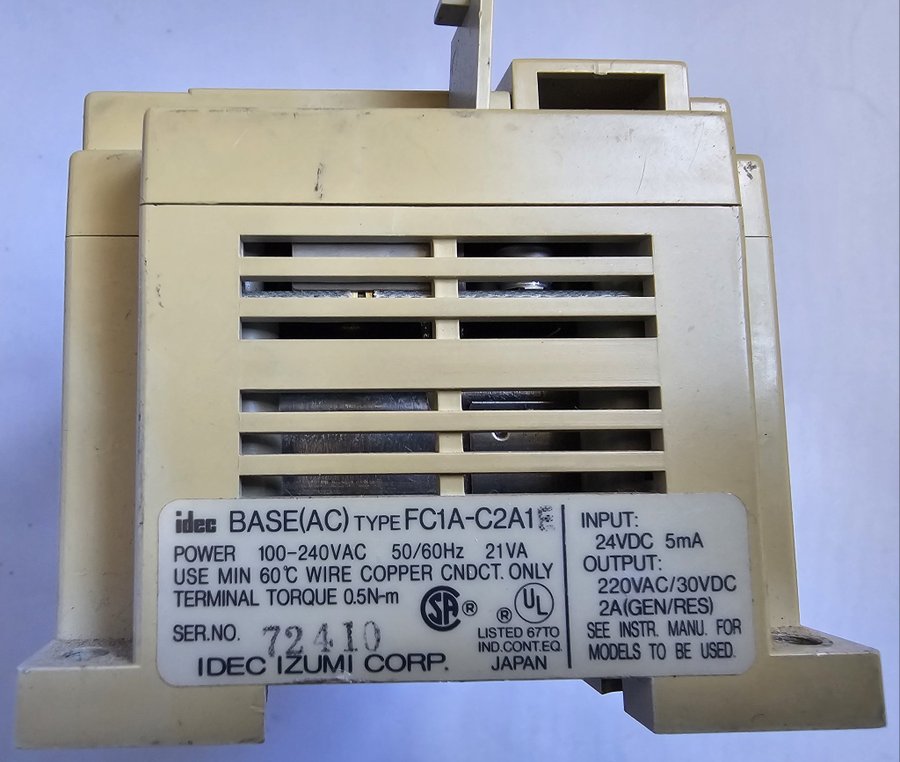 idec BASE(AC) TYPE FC1A-C2A1E
POWER 100-240VAC 50/60Hz 21VA
USE MIN 60℃ WIRE COPPER CNDCT. ONLY
TERMINAL TORQUE 0.5N-m
SA ® ® UL
SER.NO. 72410
LISTED 67TO
IND.CONT.EQ.
IDEC IZUMI CORP. JAPAN
INPUT:
24VDC 5mA
OUTPUT:
220VAC/30VDC
2A(GEN/RES)
SEE INSTR. MANU. FOR
MODELS TO BE USED.